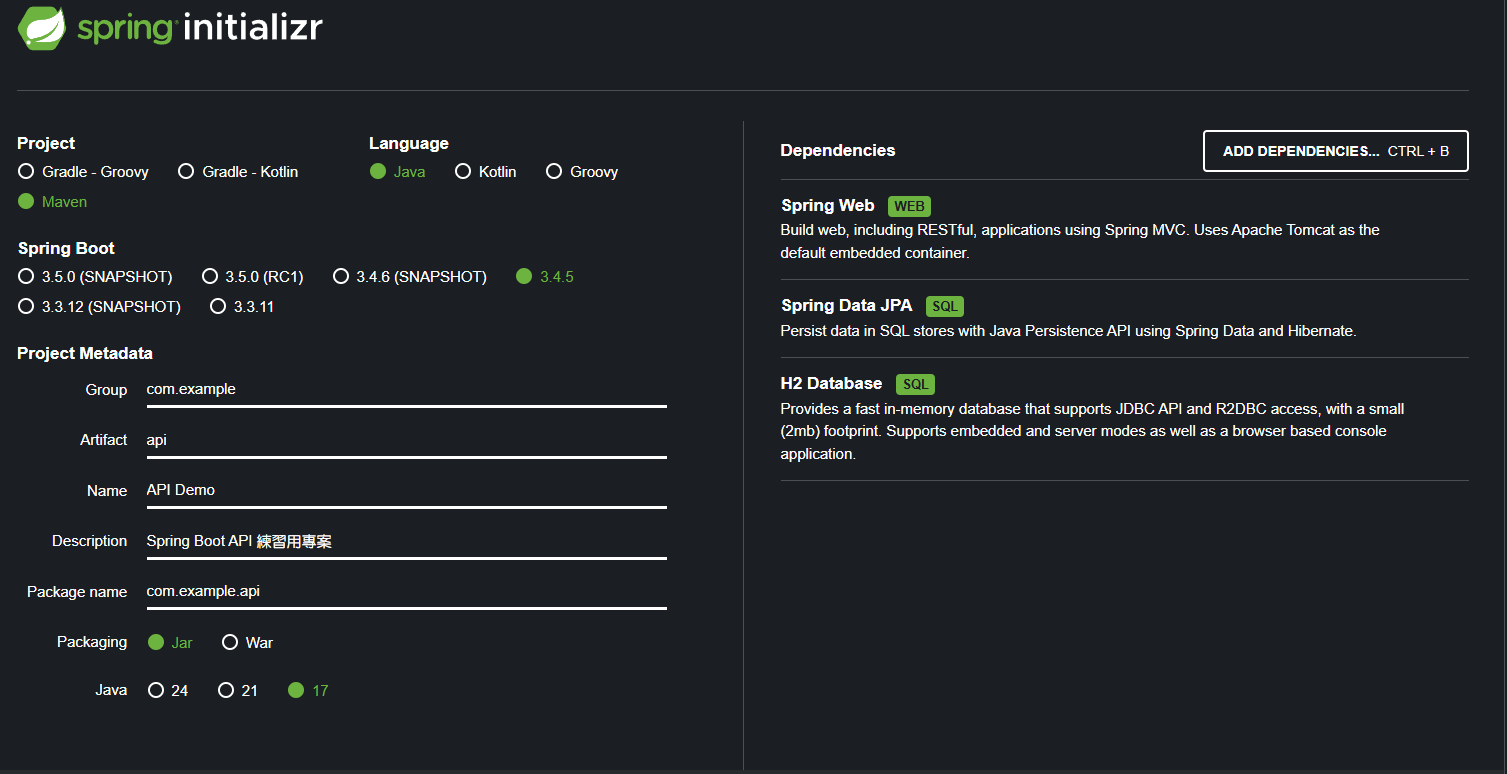 spring initializr
Project
Gradle - Groovy Gradle - Kotlin
Maven
Language
Java Kotlin Groovy
Spring Boot
3.5.0 (SNAPSHOT) 3.5.0 (RC1) 3.4.6 (SNAPSHOT) 3.4.5
3.3.12 (SNAPSHOT) 3.3.11
Project Metadata
Group com.example
Artifact api
Name API Demo
Description Spring Boot API 練習用專案
Package name com.example.api
Packaging Jar War
Java 24 21 17
Dependencies
ADD DEPENDENCIES... CTRL + B
Spring Web WEB
Build web, including RESTful, applications using Spring MVC. Uses Apache Tomcat as the
default embedded container.
Spring Data JPA SQL
Persist data in SQL stores with Java Persistence API using Spring Data and Hibernate.
H2 Database SQL
Provides a fast in-memory database that supports JDBC API and R2DBC access, with a small
(2mb) footprint. Supports embedded and server modes as well as a browser based console
application.